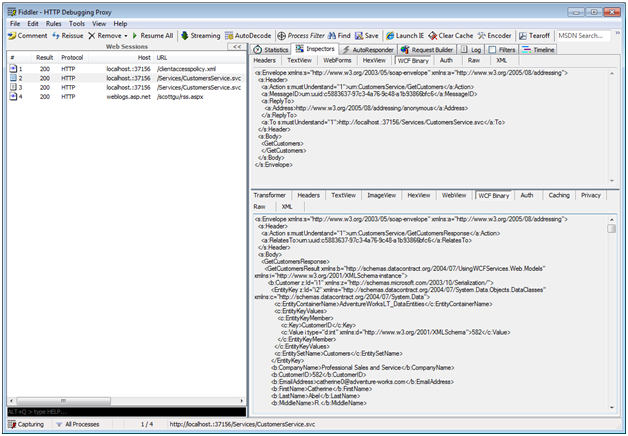 Fiddler - HTTP Debugging Proxy
File Edit Rules Tools View Help
Comment Reissue Remove Resume All Streaming AutoDecode Process Filter Find Save Launch IE Clear Cache Encoder Tearoff MSDN Search...
Web Sessions <<
# Result Protocol Host URL
1 200 HTTP localhost.:37156 /clientaccesspolicy.xml
2 200 HTTP localhost.:37156 /Services/CustomersService.svc
3 200 HTTP localhost.:37156 /Services/CustomersService.svc
4 200 HTTP weblogs.asp.net /scottgu/rss.aspx
ALT+Q > type HELP...
Capturing All Processes 1 / 4 http://localhost.:37156/Services/CustomersService.svc
Statistics Inspectors AutoResponder Request Builder Log Filters Timeline
Headers TextView WebForms HexView WCF Binary Auth Raw XML
<s:Envelope xmlns:s="http://www.w3.org/2003/05/soap-envelope" xmlns:a="http://www.w3.org/2005/08/addressing">
<s:Header>
<a:Action s:mustUnderstand="1">urn:CustomersService/GetCustomers</a:Action>
<a:MessageID>urn:uuid:c5883637-97c3-4a76-9c48-a1b93866bfc6</a:MessageID>
<a:ReplyTo>
<a:Address>http://www.w3.org/2005/08/addressing/anonymous</a:Address>
</a:ReplyTo>
<a:To s:mustUnderstand="1">http://localhost.:37156/Services/CustomersService.svc</a:To>
</s:Header>
<s:Body>
<GetCustomers>
</GetCustomers>
</s:Body>
</s:Envelope>
Transformer Headers TextView ImageView HexView WebView WCF Binary Auth Caching Privacy
Raw XML
<s:Envelope xmlns:s="http://www.w3.org/2003/05/soap-envelope" xmlns:a="http://www.w3.org/2005/08/addressing">
<s:Header>
<a:Action s:mustUnderstand="1">urn:CustomersService/GetCustomersResponse</a:Action>
<a:RelatesTo>urn:uuid:c5883637-97c3-4a76-9c48-a1b93866bfc6</a:RelatesTo>
</s:Header>
<s:Body>
<GetCustomersResponse>
<GetCustomersResult xmlns:b="http://schemas.datacontract.org/2004/07/UsingWCFServices.Web.Models"
xmlns:i="http://www.w3.org/2001/XMLSchema-instance">
<b:Customer z:Id="i1" xmlns:z="http://schemas.microsoft.com/2003/10/Serialization/">
<EntityKey z:Id="i2" xmlns="http://schemas.datacontract.org/2004/07/System.Data.Objects.DataClasses"
xmlns:c="http://schemas.datacontract.org/2004/07/System.Data">
<c:EntityContainerName>AdventureWorksLT_DataEntities</c:EntityContainerName>
<c:EntityKeyValues>
<c:EntityKeyMember>
<c:Key>CustomerID</c:Key>
<c:Value i:type="d:int" xmlns:d="http://www.w3.org/2001/XMLSchema">582</c:Value>
</c:EntityKeyMember>
</c:EntityKeyValues>
<c:EntitySetName>Customers</c:EntitySetName>
</EntityKey>
<b:CompanyName>Professional Sales and Service</b:CompanyName>
<b:CustomerID>582</b:CustomerID>
<b:EmailAddress>catherine0@adventure-works.com</b:EmailAddress>
<b:FirstName>Catherine</b:FirstName>
<b:LastName>Abel</b:LastName>
<b:MiddleName>R.</b:MiddleName>